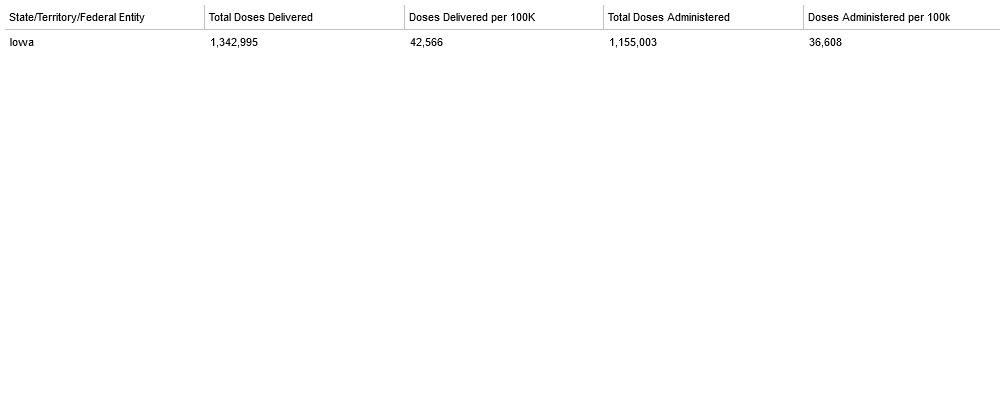 State/Territory/Federal Entity Total Doses Delivered Doses Delivered per 100K Total Doses Administered Doses Administered per 100k
Iowa 1,342,995 42,566 1,155,003 36,608